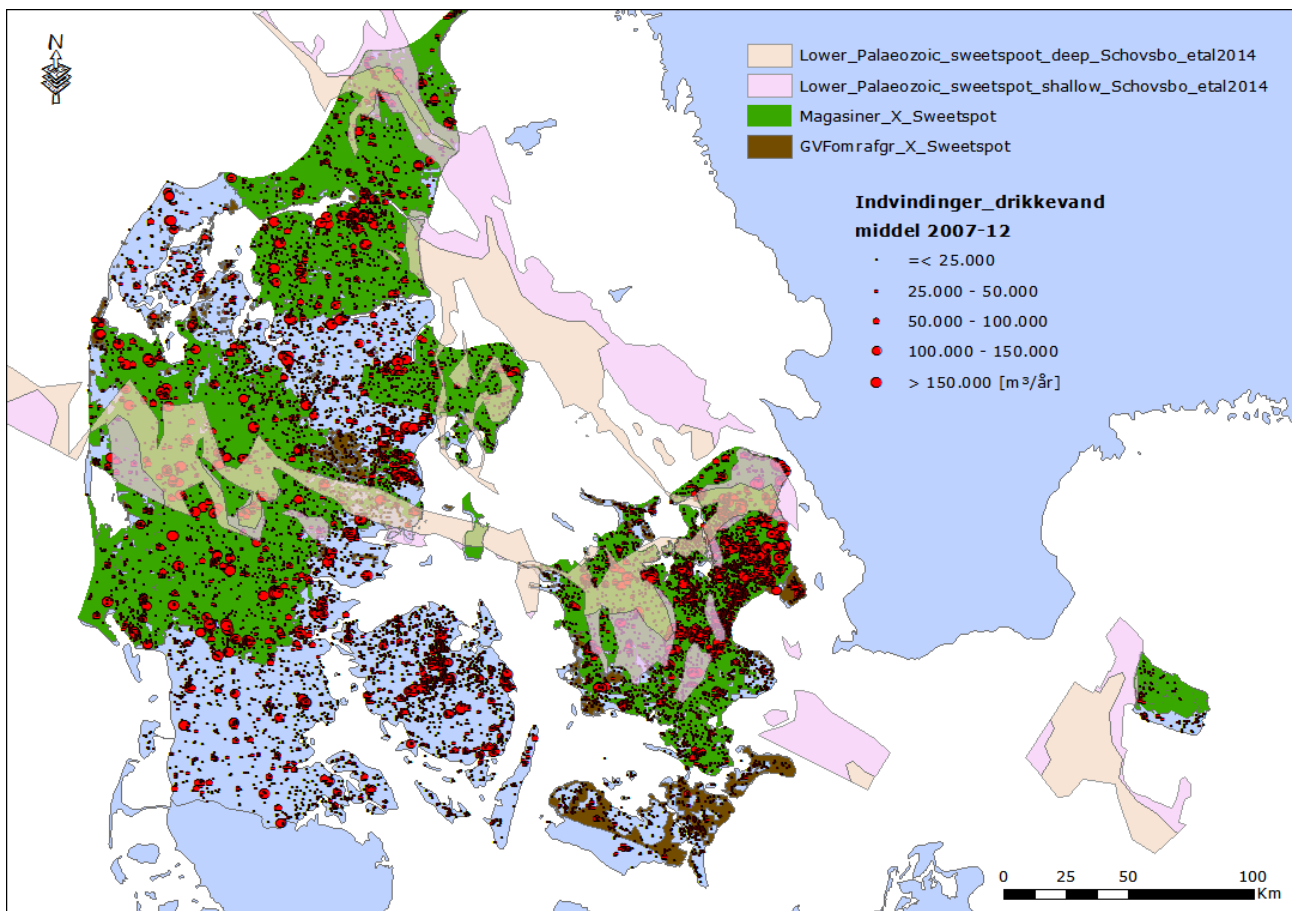 N
Lower_Palaeozoic_sweetspoot_deep_Schovsbo_etal2014
Lower_Palaeozoic_sweetspot_shallow_Schovsbo_etal2014
Magasiner_X_Sweetspot
GVFomrafgr_X_Sweetspot
Indvindinger_drikkevand
middel 2007-12
=< 25.000
25.000 - 50.000
50.000 - 100.000
100.000 - 150.000
> 150.000 [m³/år]
0 25 50 100
Km